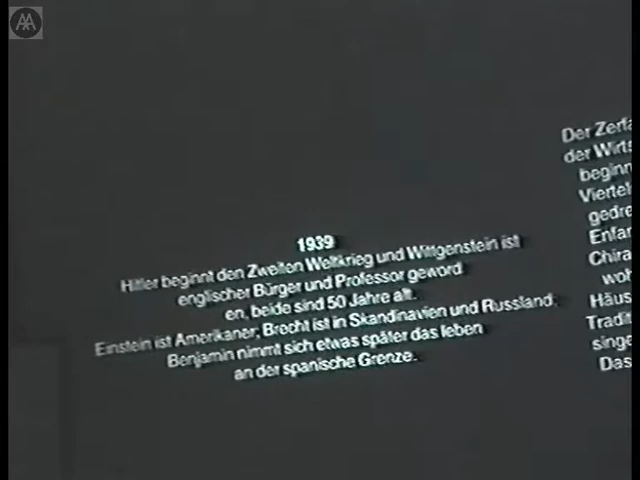 AA
1939
Hitler beginnt den Zweiten Weltkrieg und Wittgenstein ist
englischer Bürger und Professor geword
en, beide sind 50 Jahre alt.
Einstein ist Amerikaner, Brecht ist in Skandinavien und Russland.
Benjamin nimmt sich etwas später das leben
an der spanische Grenze.
Der Zerfa
der Wirts
beginn
Viertel
gedre
Enfan
Chira
woh
Häus
Tradit
singe
Das